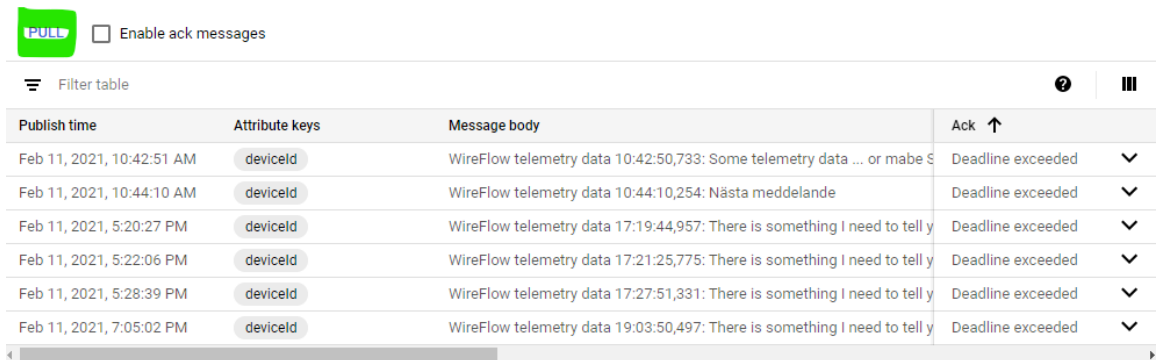 PULL Enable ack messages
Filter table
Publish time Attribute keys Message body Ack
Feb 11, 2021, 10:42:51 AM deviceId WireFlow telemetry data 10:42:50,733: Some telemetry data ... or mabe S Deadline exceeded
Feb 11, 2021, 10:44:10 AM deviceId WireFlow telemetry data 10:44:10,254: Nästa meddelande Deadline exceeded
Feb 11, 2021, 5:20:27 PM deviceId WireFlow telemetry data 17:19:44,957: There is something I need to tell y Deadline exceeded
Feb 11, 2021, 5:22:06 PM deviceId WireFlow telemetry data 17:21:25,775: There is something I need to tell y Deadline exceeded
Feb 11, 2021, 5:28:39 PM deviceId WireFlow telemetry data 17:27:51,331: There is something I need to tell y Deadline exceeded
Feb 11, 2021, 7:05:02 PM deviceId WireFlow telemetry data 19:03:50,497: There is something I need to tell y Deadline exceeded